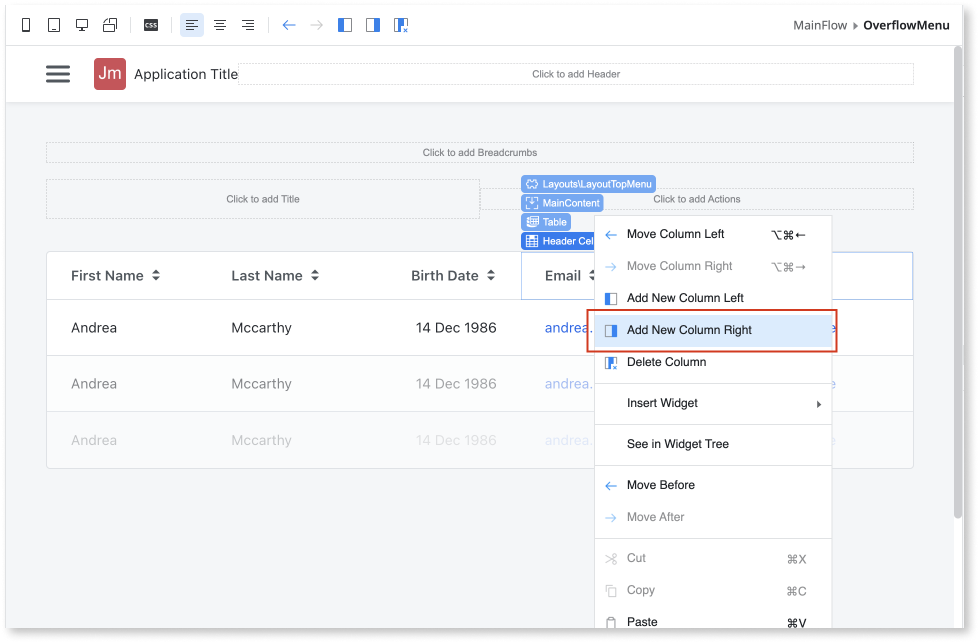 CSS
MainFlow OverflowMenu
Jm Application Title Click to add Header
Click to add Breadcrumbs
Layouts\LayoutTopMenu
Click to add Title MainContent Click to add Actions
Table
Header Cel
First Name Last Name Birth Date Email
Andrea Mccarthy 14 Dec 1986 andrea. e
Andrea Mccarthy 14 Dec 1986 andrea. e
Andrea Mccarthy 14 Dec 1986 andrea e
Move Column Left ⌥⌘←
Move Column Right ⌥⌘→
Add New Column Left
Add New Column Right
Delete Column
Insert Widget
See in Widget Tree
Move Before
Move After
Cut ⌘X
Copy ⌘C
Paste ⌘V